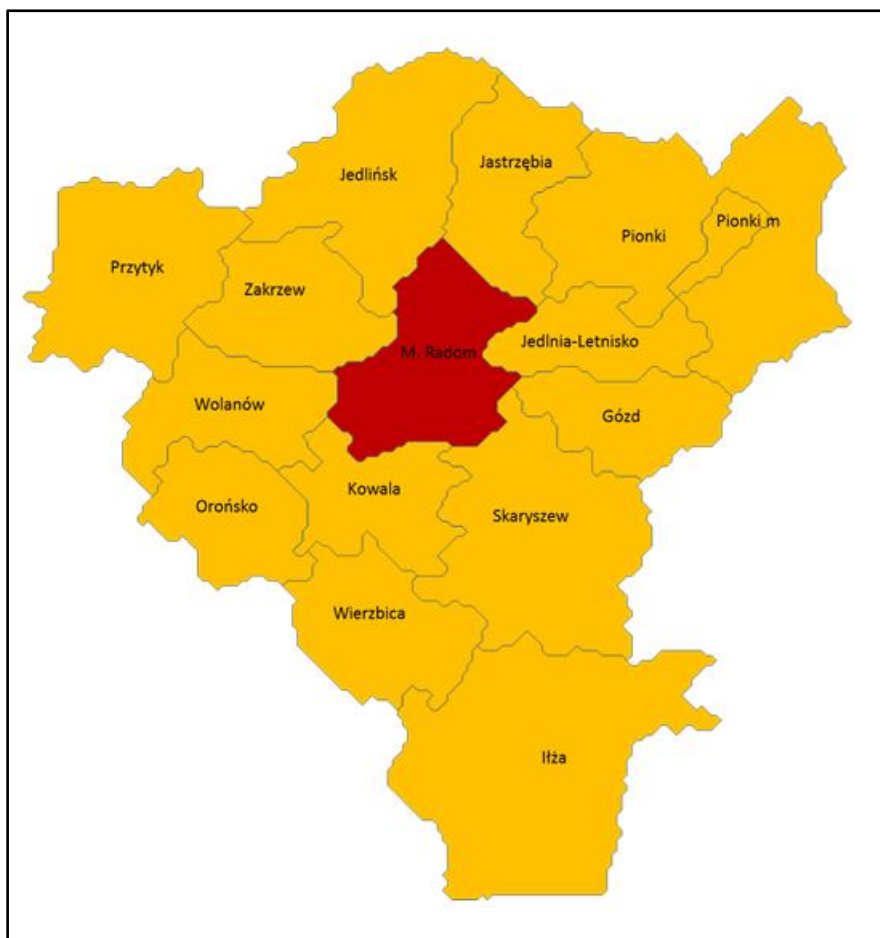 Jedlińsk
Jastrzębia
Pionki
Pionki m
Przytyk
Zakrzew
M. Radom
Jedlnia-Letnisko
Wolanów
Gózd
Kowala
Orońsko
Skaryszew
Wierzbica
Iłża